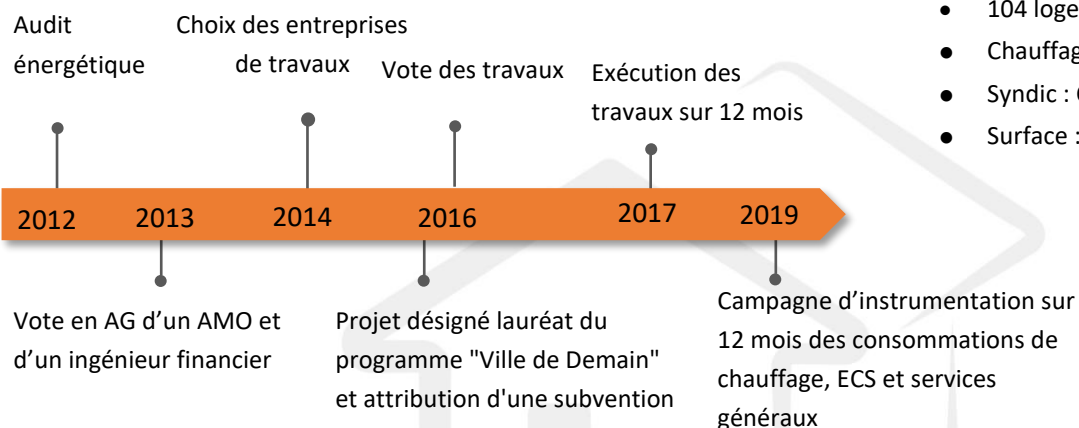 Audit
énergétique
Choix des entreprises
de travaux
Vote des travaux
Exécution des
travaux sur 12 mois
● 104
● 
● Syndic :
● Surface :
2012 2013 2014 2016 2017 2019
Vote en AG d’un AMO et
d’un ingénieur financier
Projet désigné lauréat du
programme "Ville de Demain"
et attribution d'une subvention
Campagne d’instrumentation sur
12 mois des consommations de
chauffage, ECS et services
généraux